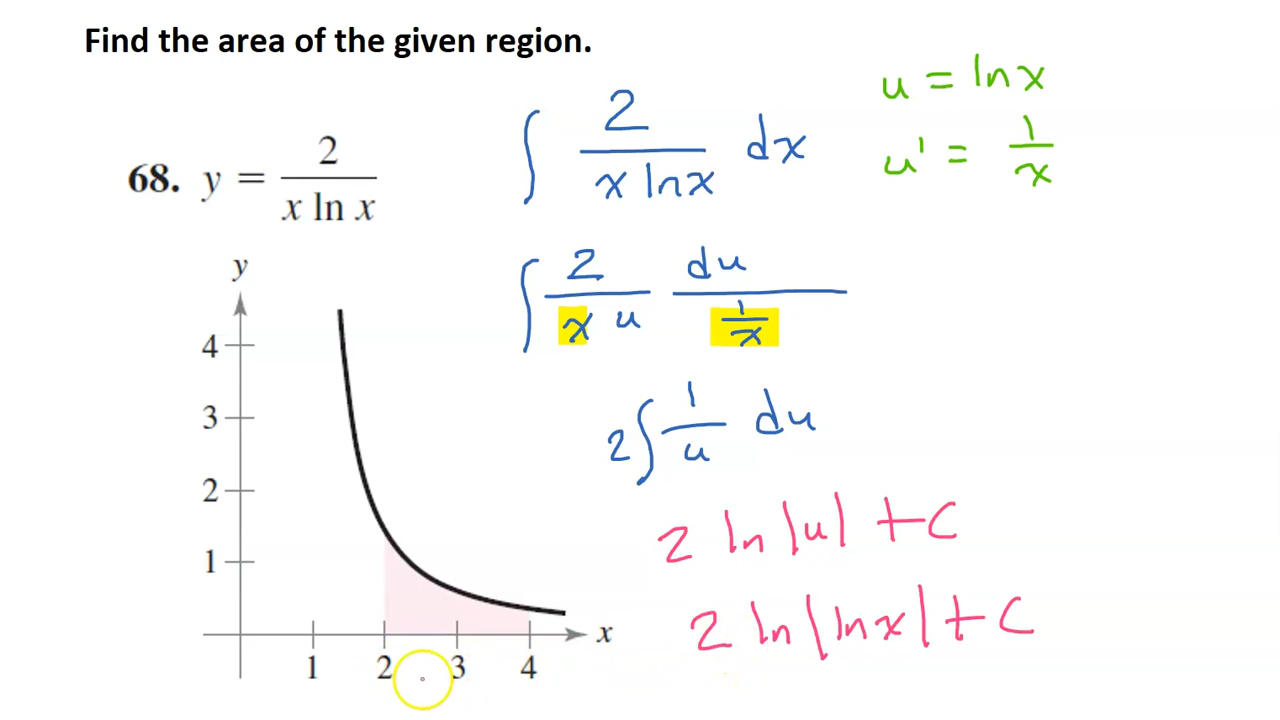 Find the area of the given region.
68. y = 2 / (x ln x)
∫ 2 / (x ln x) dx
u = ln x
u' = 1/x
∫ 2 / (x u) du / (1/x)
2 ∫ 1/u du
2 ln |u| + C
2 ln |ln x| + C
y
4
3
2
1
1 2 3 4 x